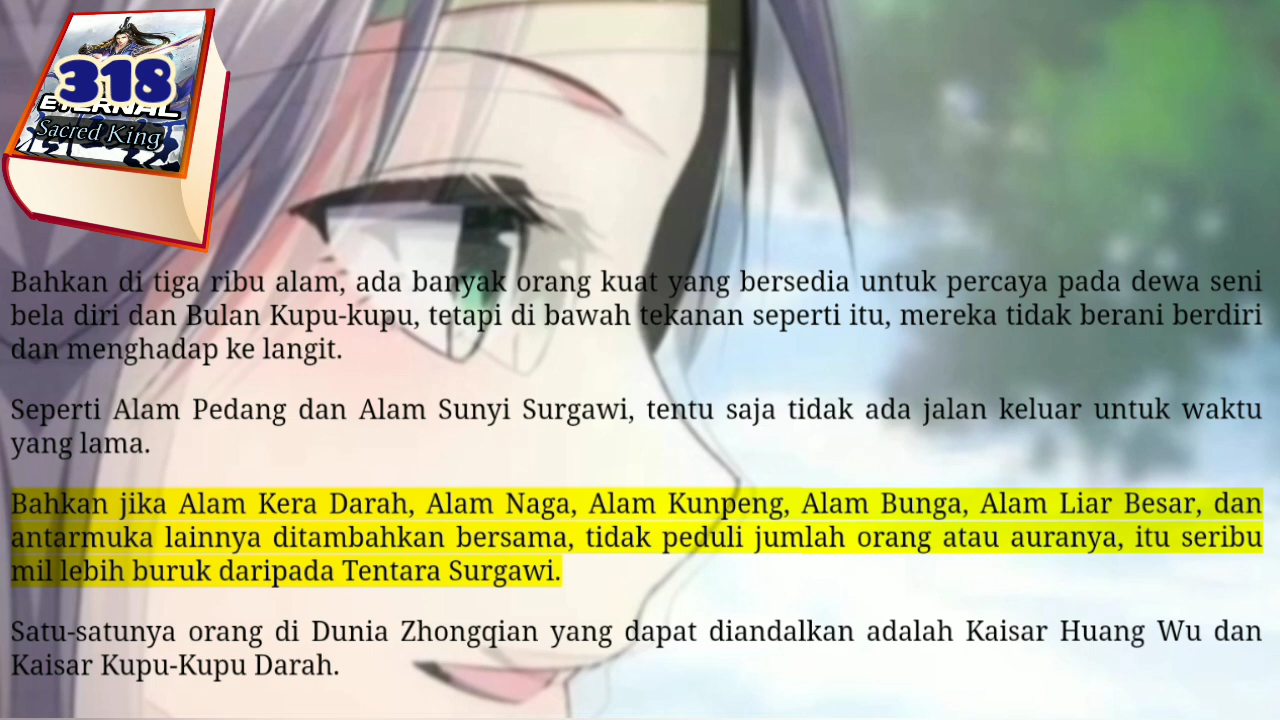 318
ETERNAL
Sacred King
Bahkan di tiga ribu alam, ada banyak orang kuat yang bersedia untuk percaya pada dewa seni
bela diri dan Bulan Kupu-kupu, tetapi di bawah tekanan seperti itu, mereka tidak berani berdiri
dan menghadap ke langit.
Seperti Alam Pedang dan Alam Sunyi Surgawi, tentu saja tidak ada jalan keluar untuk waktu
yang lama.
Bahkan jika Alam Kera Darah, Alam Naga, Alam Kunpeng, Alam Bunga, Alam Liar Besar, dan
antarmuka lainnya ditambahkan bersama, tidak peduli jumlah orang atau auranya, itu seribu
mil lebih buruk daripada Tentara Surgawi.
Satu-satunya orang di Dunia Zhongqian yang dapat diandalkan adalah Kaisar Huang Wu dan
Kaisar Kupu-Kupu Darah.